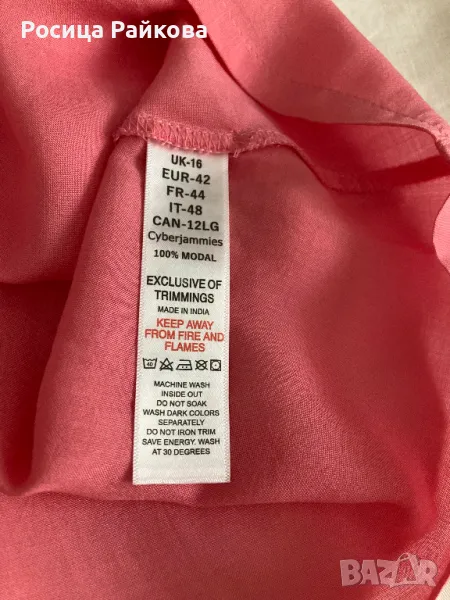 Росица Райкова
UK-16
EUR-42
FR-44
IT-48
CAN-12LG
Cyberjammies
100% MODAL
EXCLUSIVE OF
TRIMMINGS
MADE IN INDIA
KEEP AWAY
FROM FIRE AND
FLAMES
40
MACHINE WASH
INSIDE OUT
DO NOT SOAK
WASH DARK COLORS
SEPARATELY
DO NOT IRON TRIM
SAVE ENERGY. WASH
AT 30 DEGREES
BAZAR